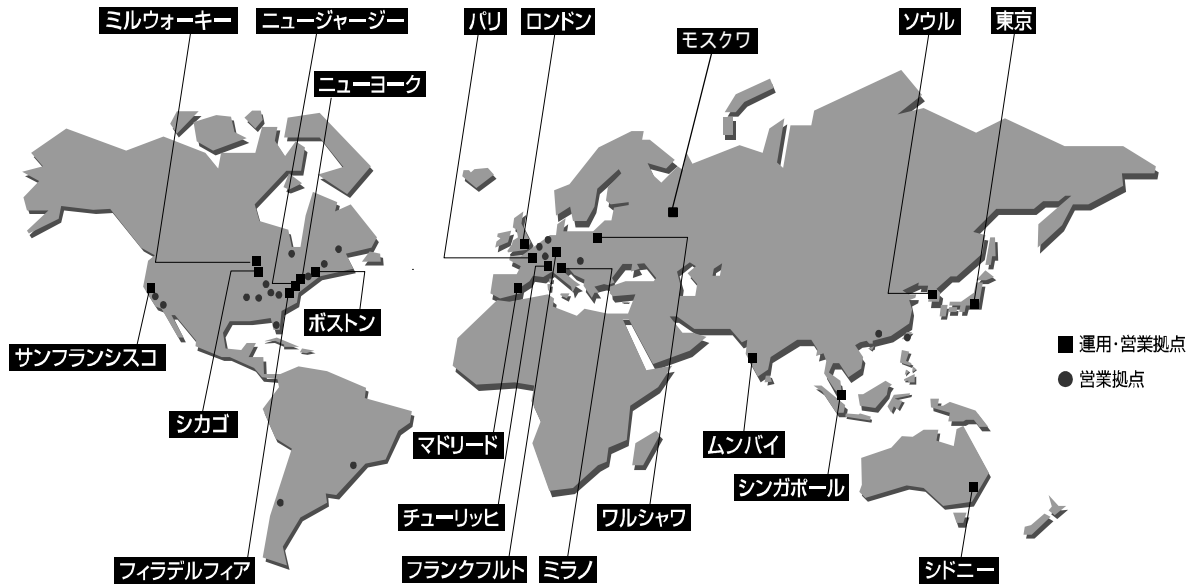 ミルウォーキー
ニュージャージー
パリ
ロンドン
モスクワ
ソウル
東京
ニューヨーク
ボストン
サンフランシスコ
■ 運用・営業拠点
● 営業拠点
シカゴ
マドリード
ムンバイ
シンガポール
チューリッヒ
ワルシャワ
フィラデルフィア
フランクフルト
ミラノ
シドニー